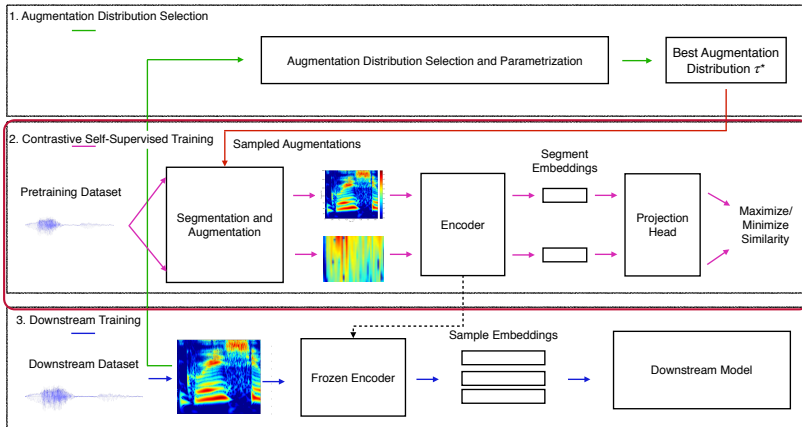 1. Augmentation Distribution Selection
Augmentation Distribution Selection and Parametrization
Best Augmentation
Distribution τ*
2. Contrastive Self-Supervised Training
Sampled Augmentations
Pretraining Dataset
Segmentation and
Augmentation
Encoder
Segment
Embeddings
Projection
Head
Maximize/
Minimize
Similarity
3. Downstream Training
Downstream Dataset
Frozen Encoder
Sample Embeddings
Downstream Model